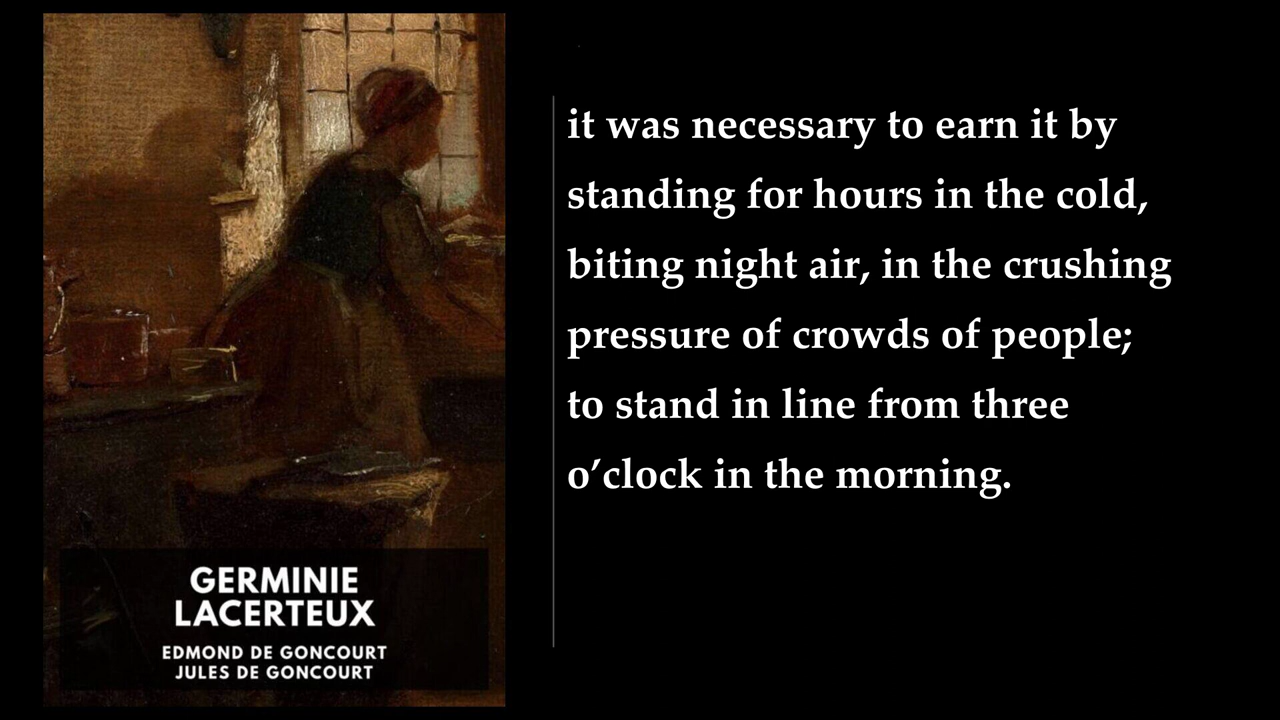 it was necessary to earn it by
standing for hours in the cold,
biting night air, in the crushing
pressure of crowds of people;
to stand in line from three
o’clock in the morning.
GERMINIE
LACERTEUX
EDMOND DE GONCOURT
JULES DE GONCOURT